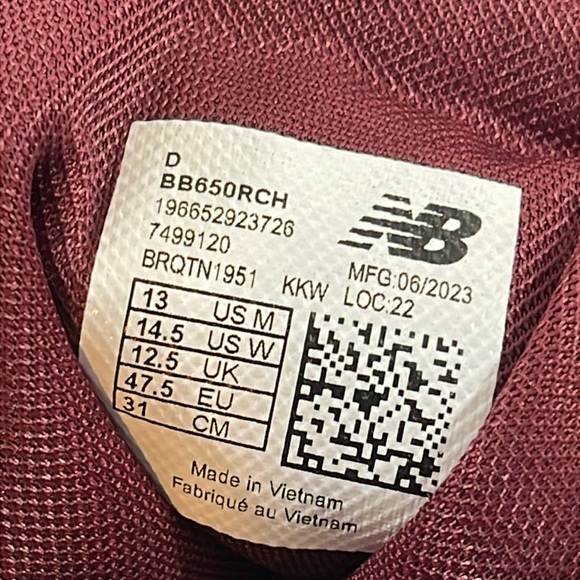 D
BB650RCH
196652923726
7499120
BRQTN1951 KKW
NB
MFG:06/2023
LOC:22
13 US M
14.5 US W
12.5 UK
47.5 EU
31 CM
Made in Vietnam
Fabriqué au Vietnam